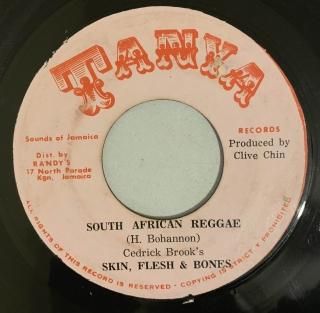 TANKA
Sounds of Jamaica
Dist. by
RANDY'S
17 North Parade
Kgn, Jamaica
RECORDS
Produced by
Clive Chin
SOUTH AFRICAN REGGAE
(H. Bohannon)
Cedrick Brook's
SKIN, FLESH & BONES
ALL RIGHTS OF THIS RECORD IS RESERVED - COPYING IS STRICTLY PROHIBITED